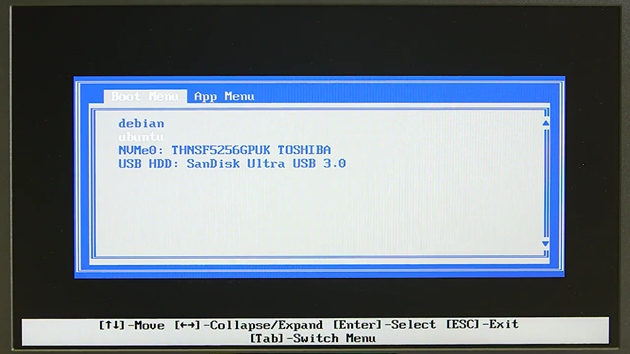 Boot Menu App Menu
debian
ubuntu
NVMe0: THNSF5256GPUK TOSHIBA
USB HDD: SanDisk Ultra USB 3.0
[↑↓]-Move [←→]-Collapse/Expand [Enter]-Select [ESC]-Exit
[Tab]-Switch Menu